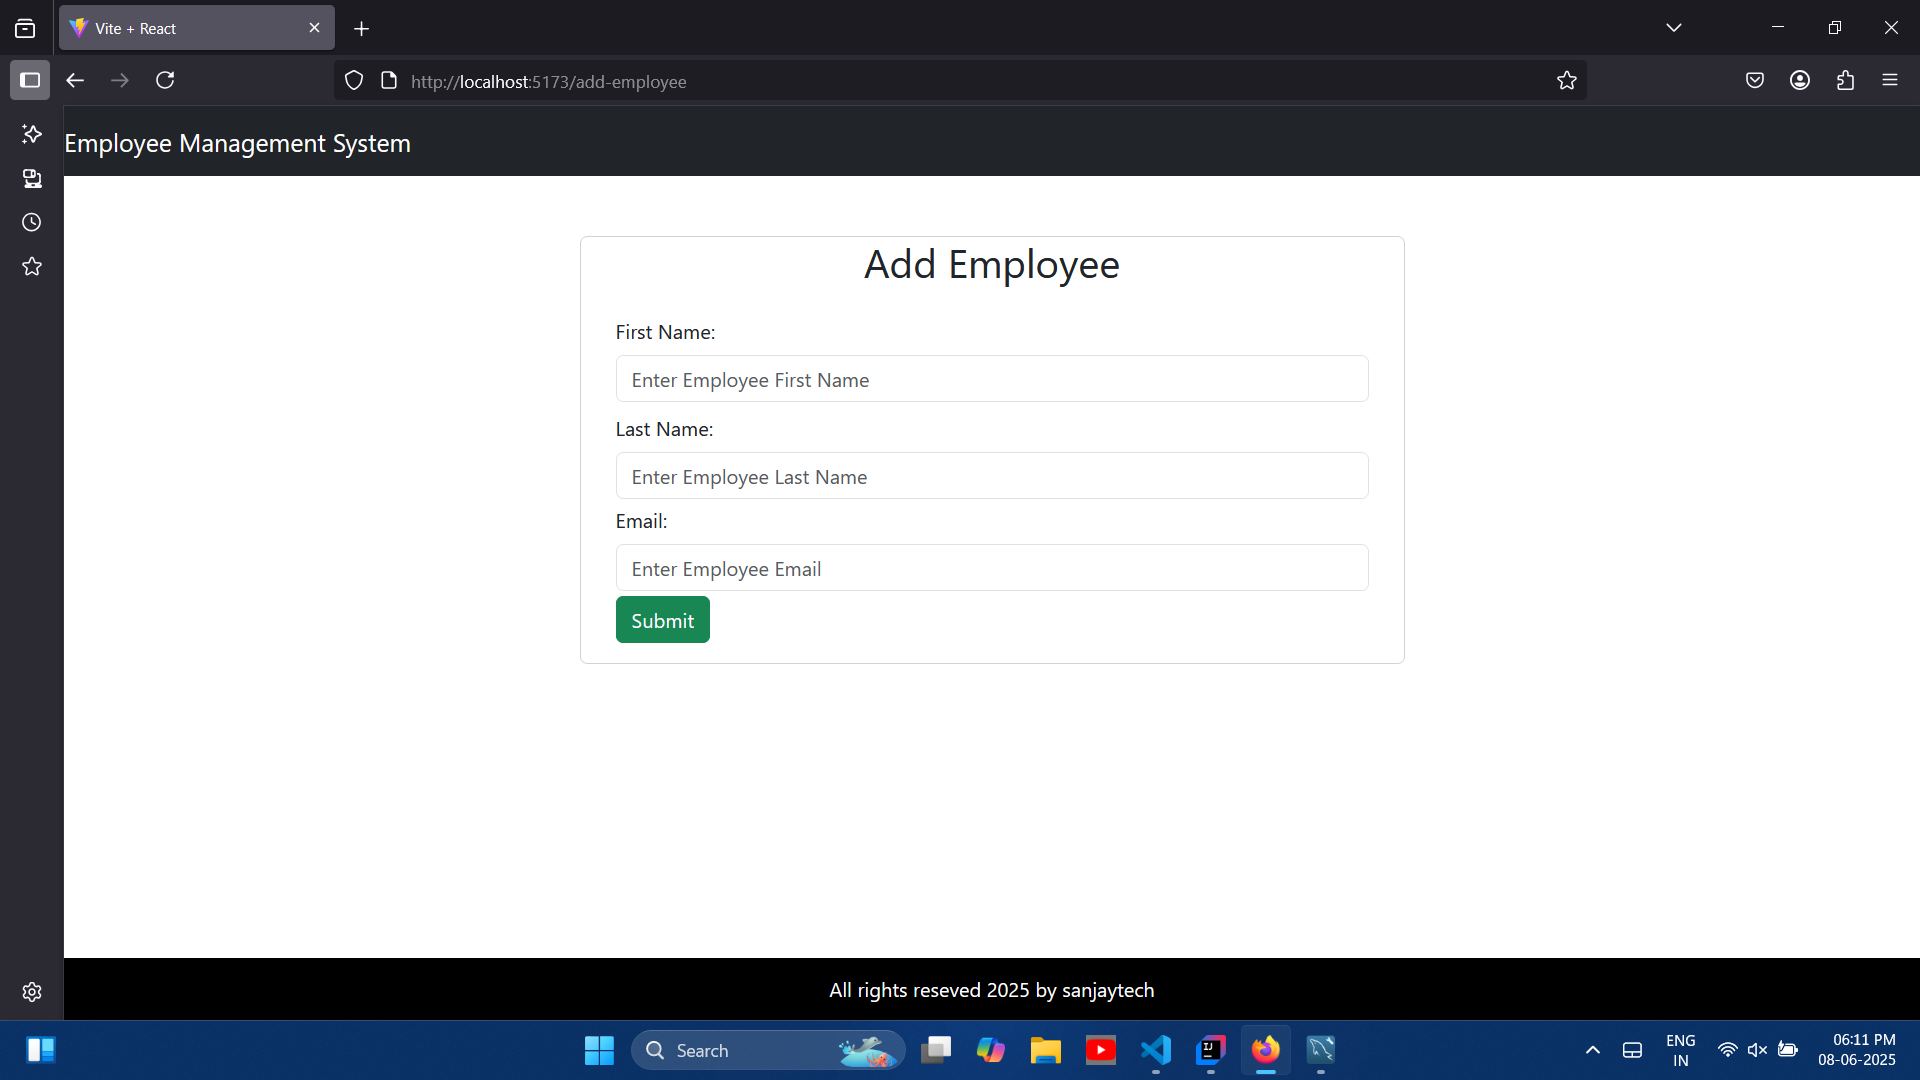 Vite + React
http://localhost:5173/add-employee
Employee Management System
Add Employee
First Name:
Enter Employee First Name
Last Name:
Enter Employee Last Name
Email:
Enter Employee Email
Submit
All rights reseved 2025 by sanjaytech
Search
IJ
ENG
IN
06:11 PM
08-06-2025